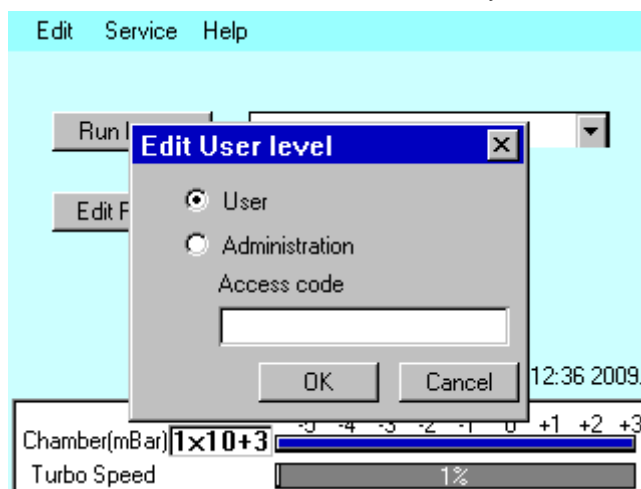 Edit Service Help
Run
Edit User level
User
Edit F
Administration
Access code
OK Cancel
12:36 2009.
-5 -4 -3 -2 -1 0 +1 +2 +3
Chamber(mBar) 1x10+3
Turbo Speed 1%